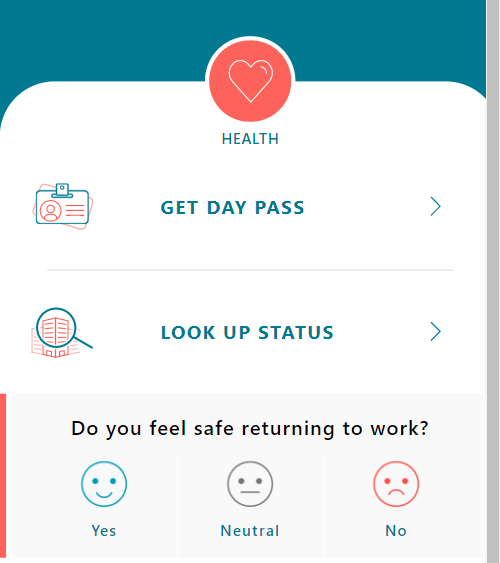 HEALTH
GET DAY PASS
LOOK UP STATUS
Do you feel safe returning to work?
Yes
Neutral
No